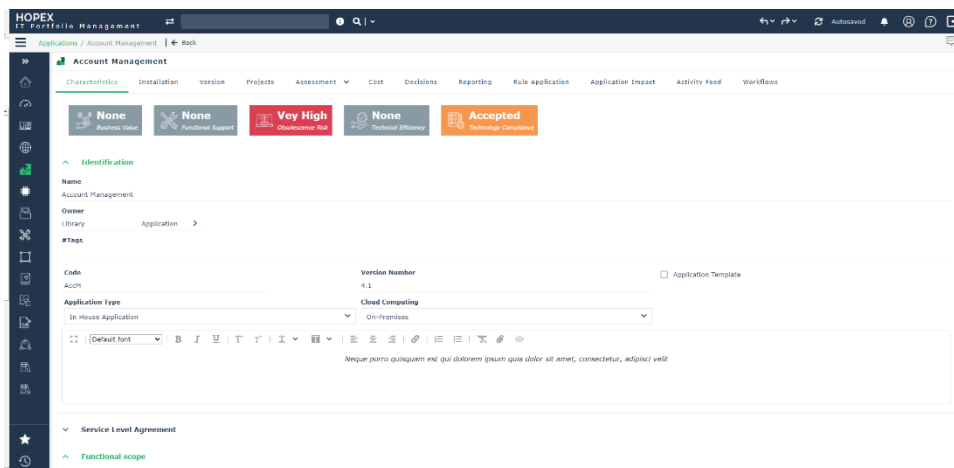 HOPEX
IT Portfolio Management
Autosaved
Applications / Account Management ← Back
Account Management
Characteristics Installation Version Projects Assessment Cost Decisions Reporting Rule Application Application Impact Activity Feed Workflows
None
Business Value
None
Functional Support
Vey High
Obsolescence Risk
None
Technical Efficiency
Accepted
Technology Compliance
Identification
Name
Account Management
Owner
Library Application
#Tags
Code
AccM
Version Number
4.1
Application Template
Application Type
In House Application
Cloud Computing
On-Premises
Default font B I U T T I
Neque porro quisquam est qui dolorem ipsum quia dolor sit amet, consectetur, adipisci velit
Service Level Agreement
Functional scope